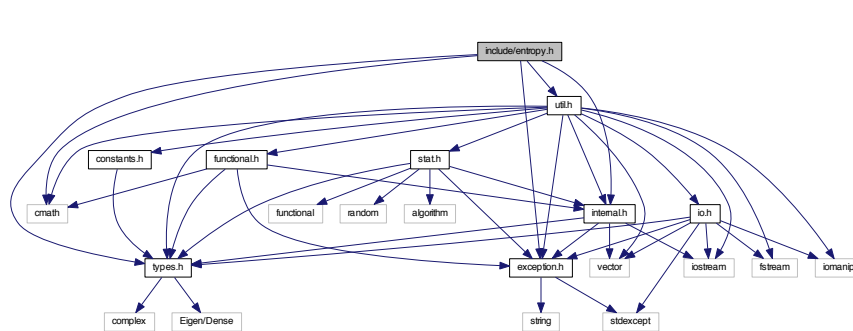 include/entropy.h
util.h
constants.h
functional.h
stat.h
cmath
functional
random
algorithm
internal.h
io.h
types.h
exception.h
vector
iostream
fstream
iomanip
complex
Eigen/Dense
string
stdexcept